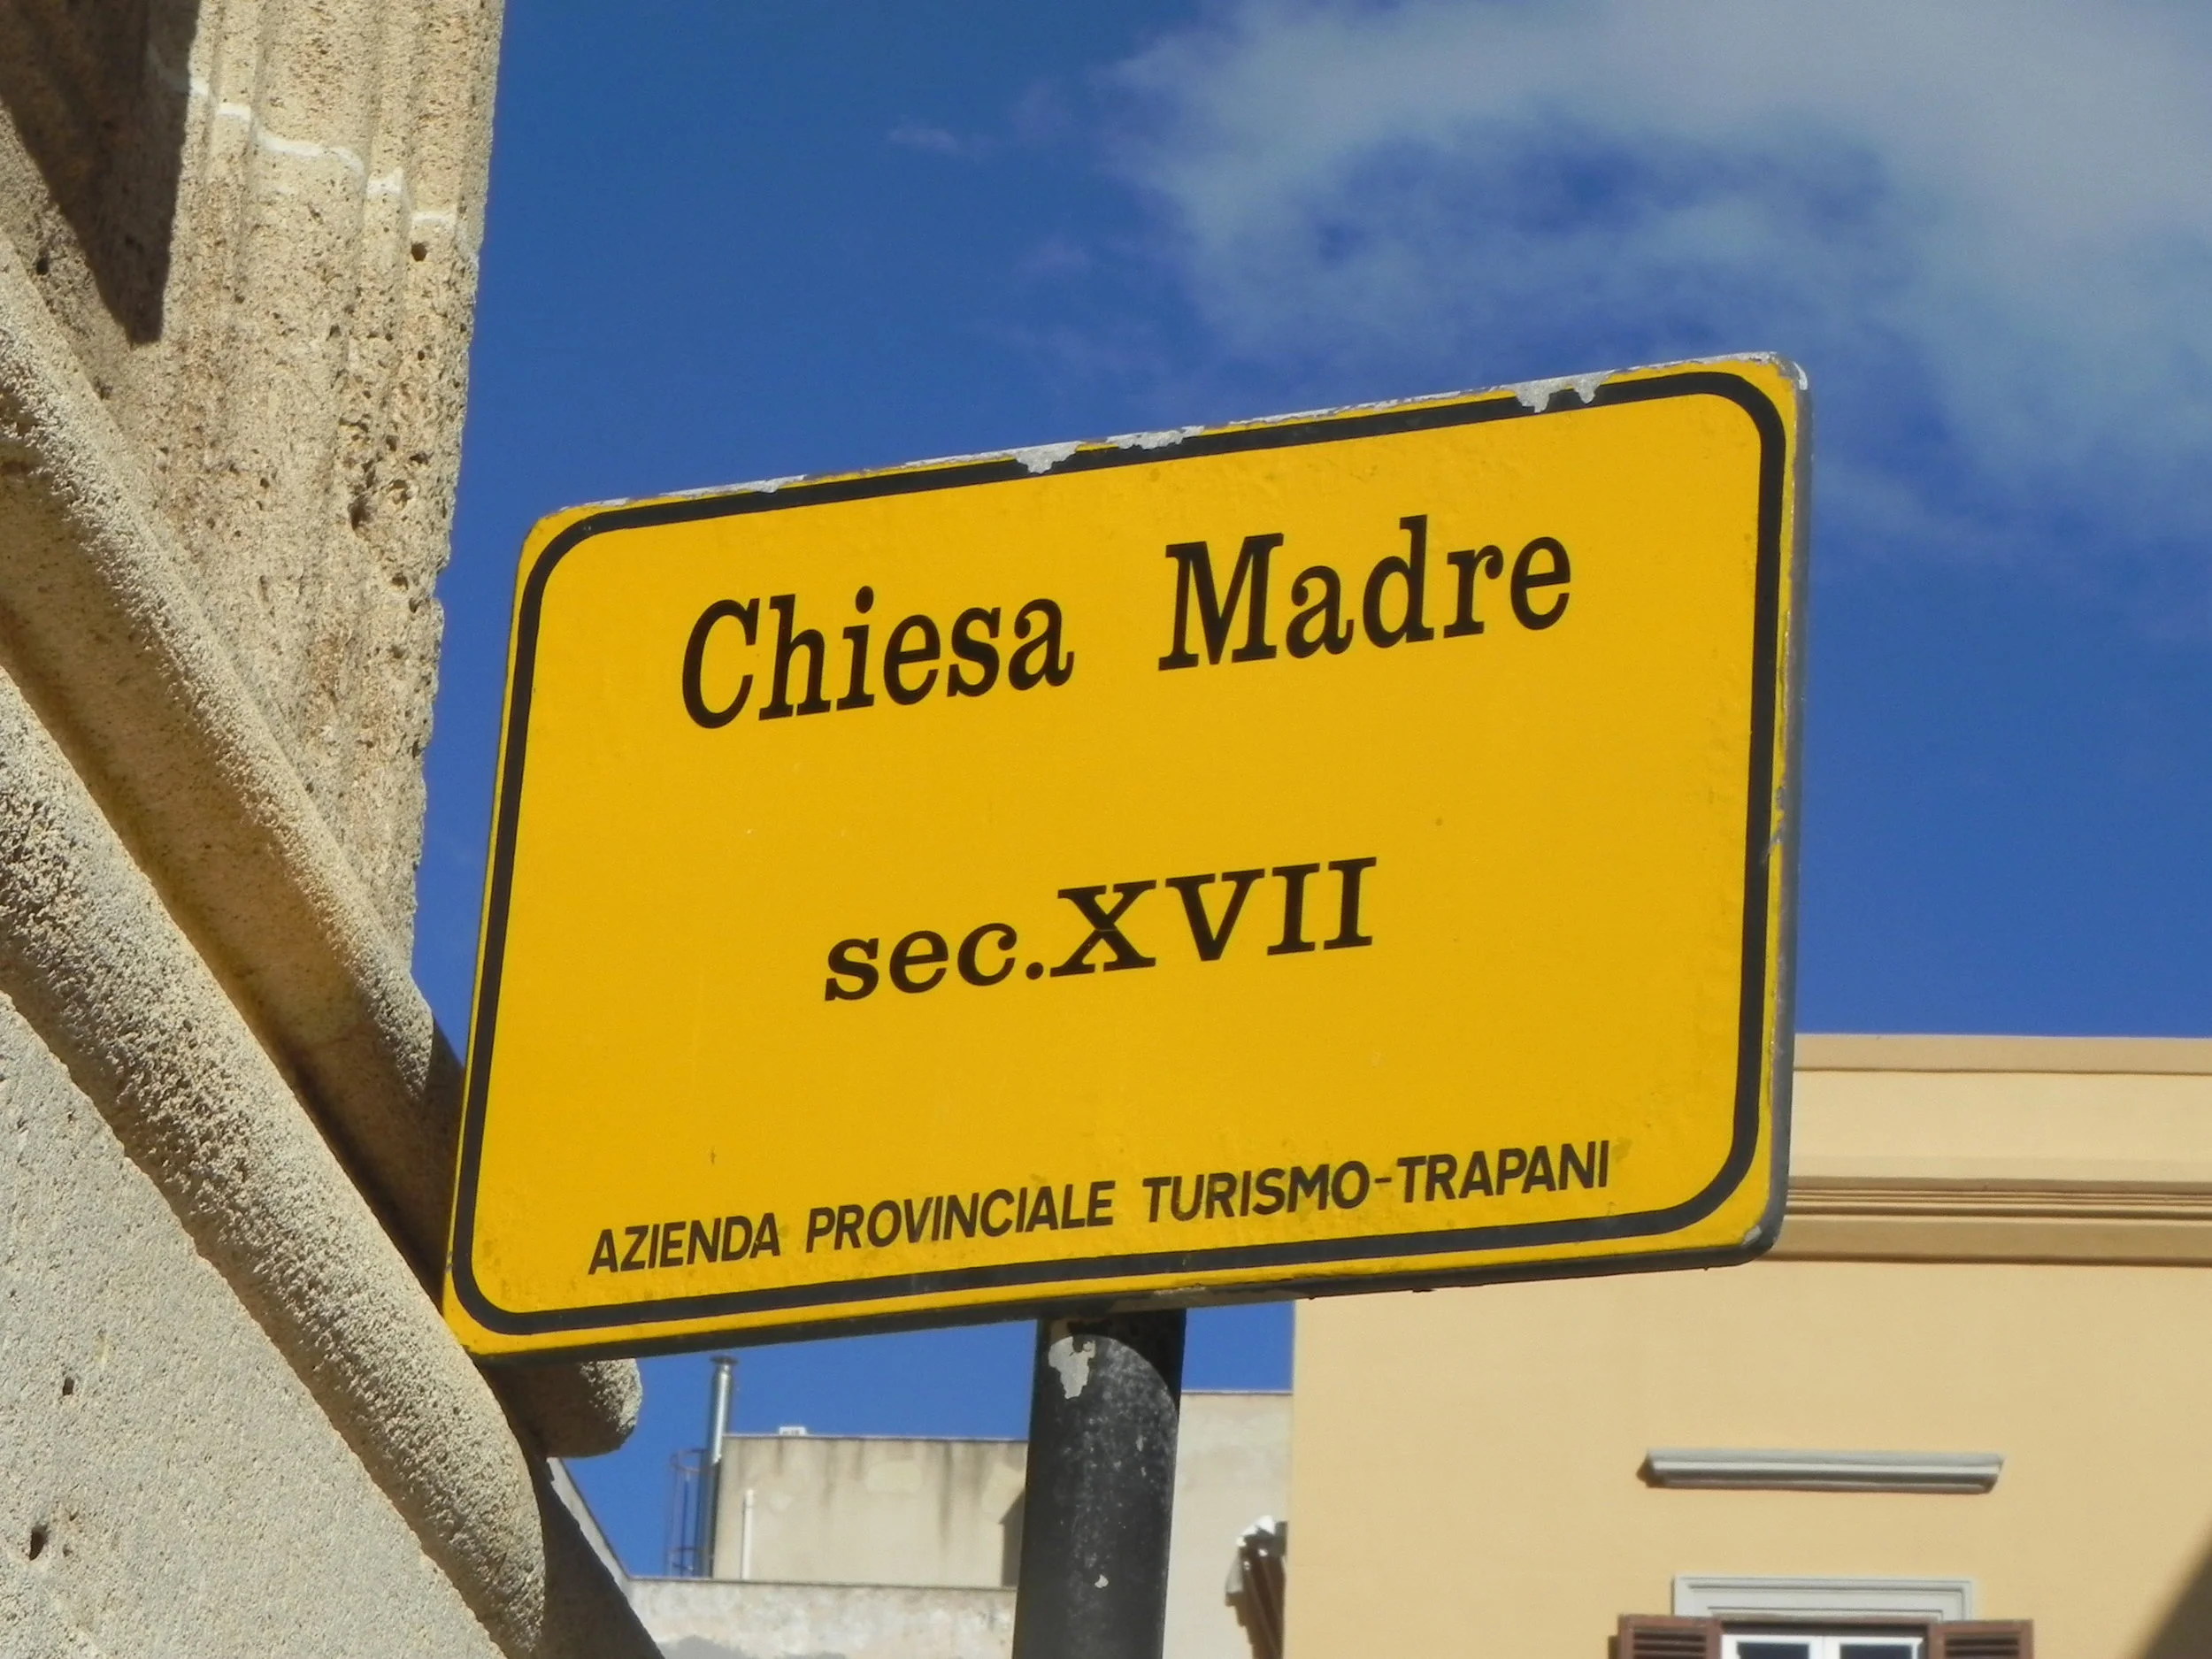 Chiesa Madre
sec.XVII
AZIENDA PROVINCIALE TURISMO-TRAPANI